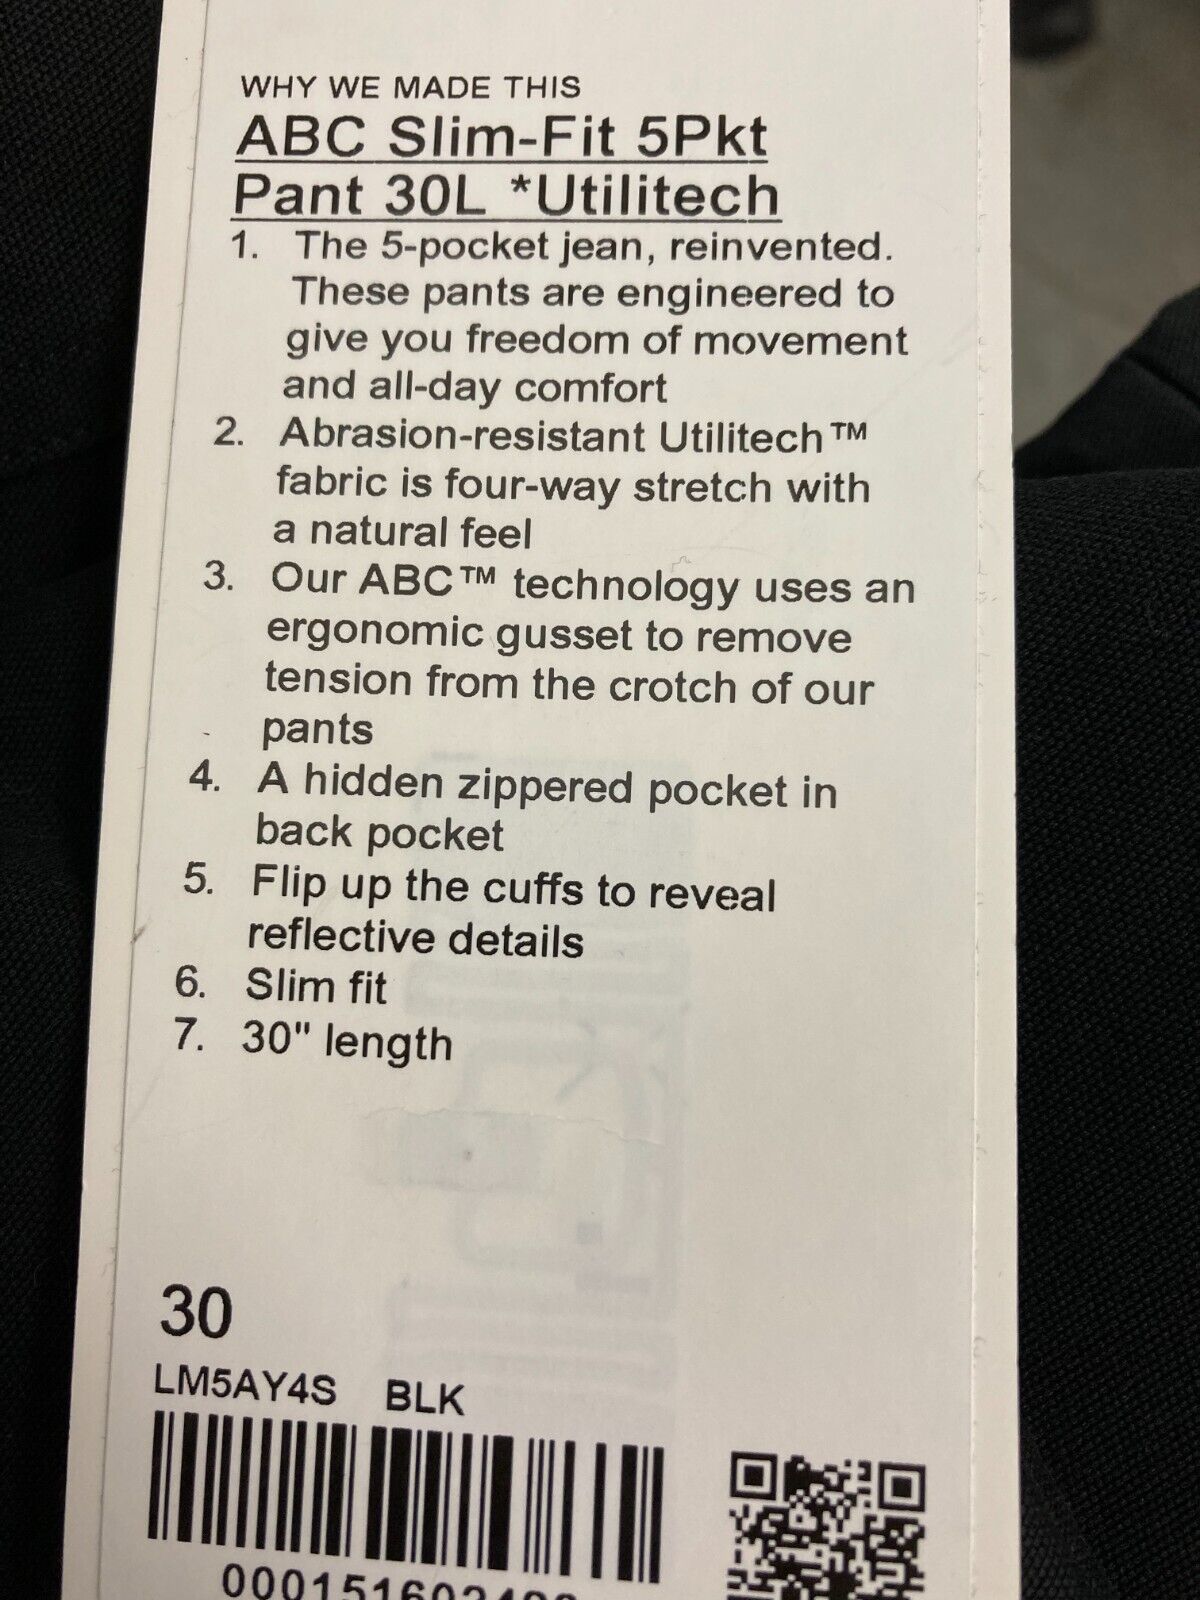 WHY WE MADE THIS
ABC Slim-Fit 5Pkt
Pant 30L *Utilitech
1. The 5-pocket jean, reinvented.
These pants are engineered to
give you freedom of movement
and all-day comfort
2. Abrasion-resistant Utilitech™
fabric is four-way stretch with
a natural feel
3. Our ABC™ technology uses an
ergonomic gusset to remove
tension from the crotch of our
pants
4. A hidden zippered pocket in
back pocket
5. Flip up the cuffs to reveal
reflective details
6. Slim fit
7. 30" length
30
LM5AY4S BLK